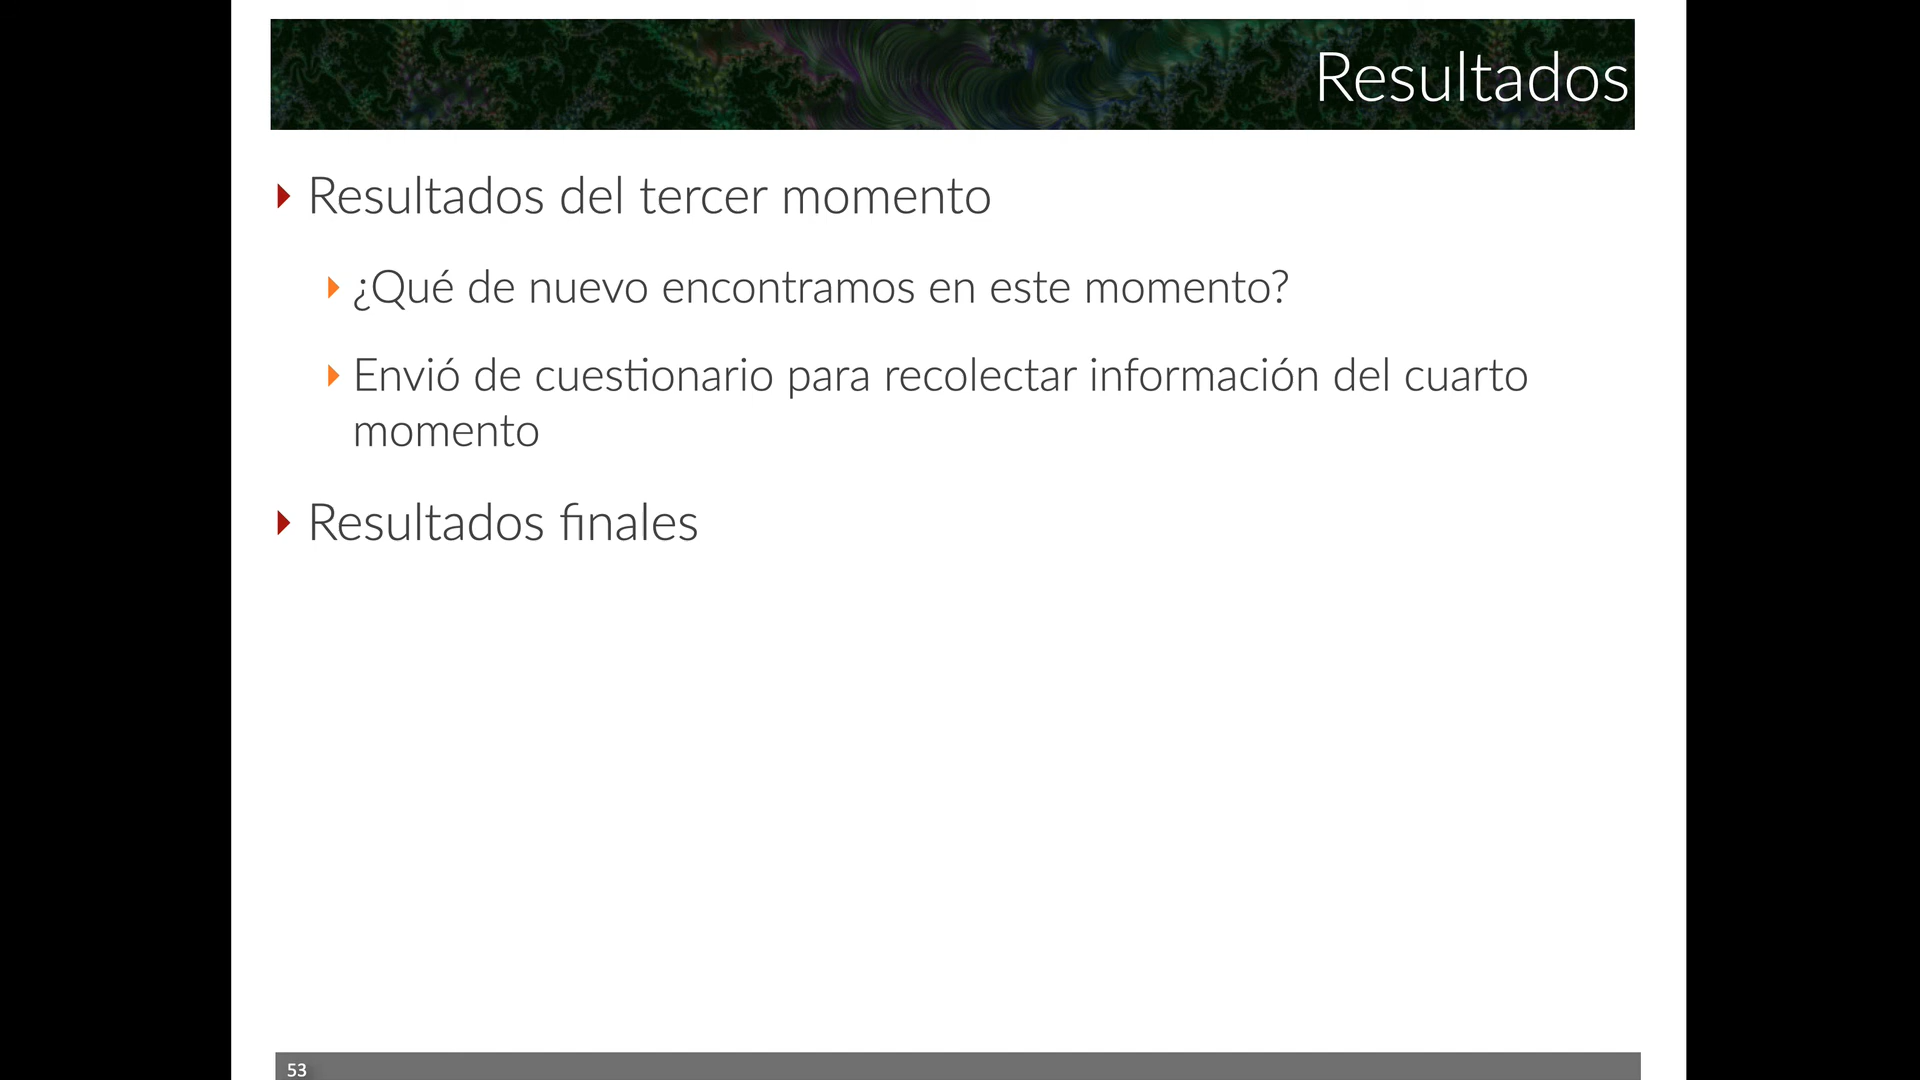 Resultados
Resultados del tercer momento
¿Qué de nuevo encontramos en este momento?
Envió de cuestionario para recolectar información del cuarto
momento
Resultados finales
53